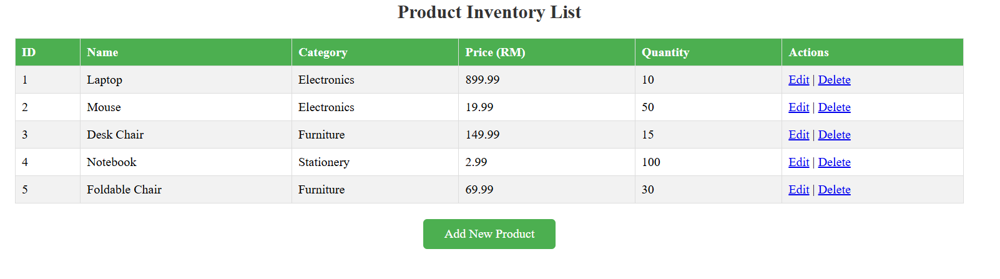 Product Inventory List
ID Name Category Price (RM) Quantity Actions
1 Laptop Electronics 899.99 10 Edit | Delete
2 Mouse Electronics 19.99 50 Edit | Delete
3 Desk Chair Furniture 149.99 15 Edit | Delete
4 Notebook Stationery 2.99 100 Edit | Delete
5 Foldable Chair Furniture 69.99 30 Edit | Delete
Add New Product